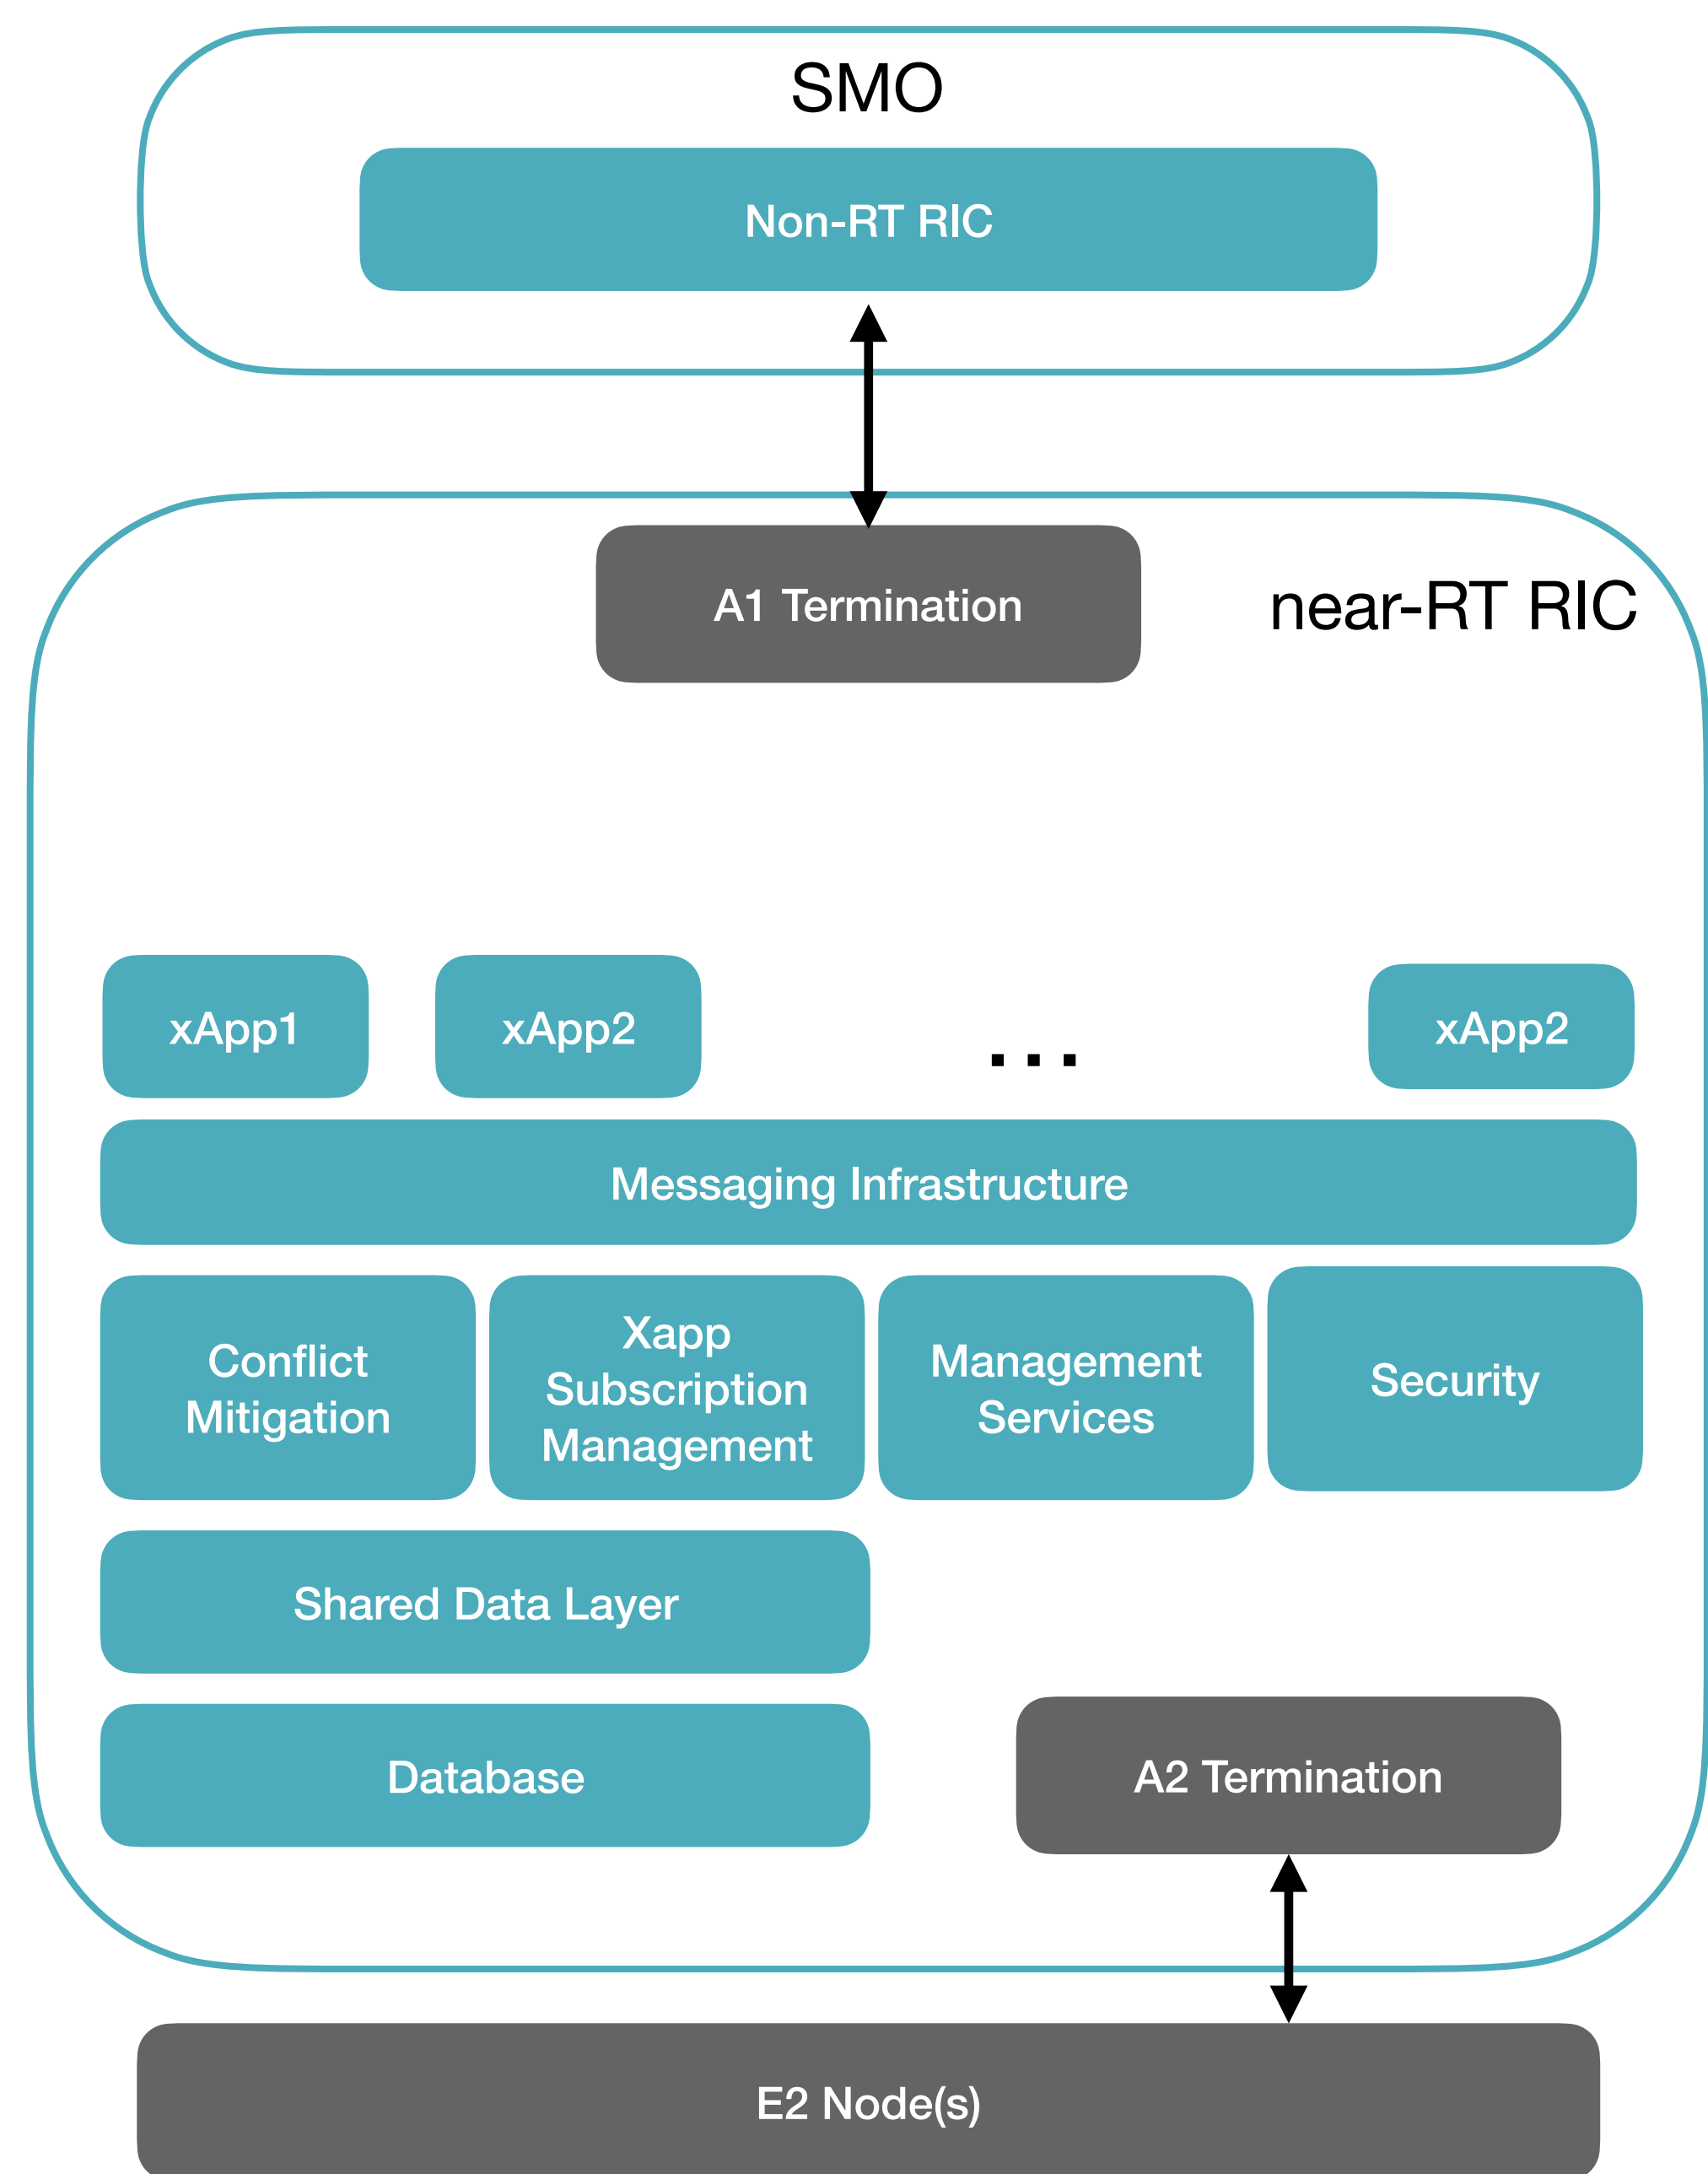 SMO
Non-RT RIC
A1 Termination
near-RT RIC
xApp1
xApp2
...
xApp2
Messaging Infrastructure
Conflict
Mitigation
Xapp
Subscription
Management
Management
Services
Security
Shared Data Layer
Database
A2 Termination
E2 Node(s)